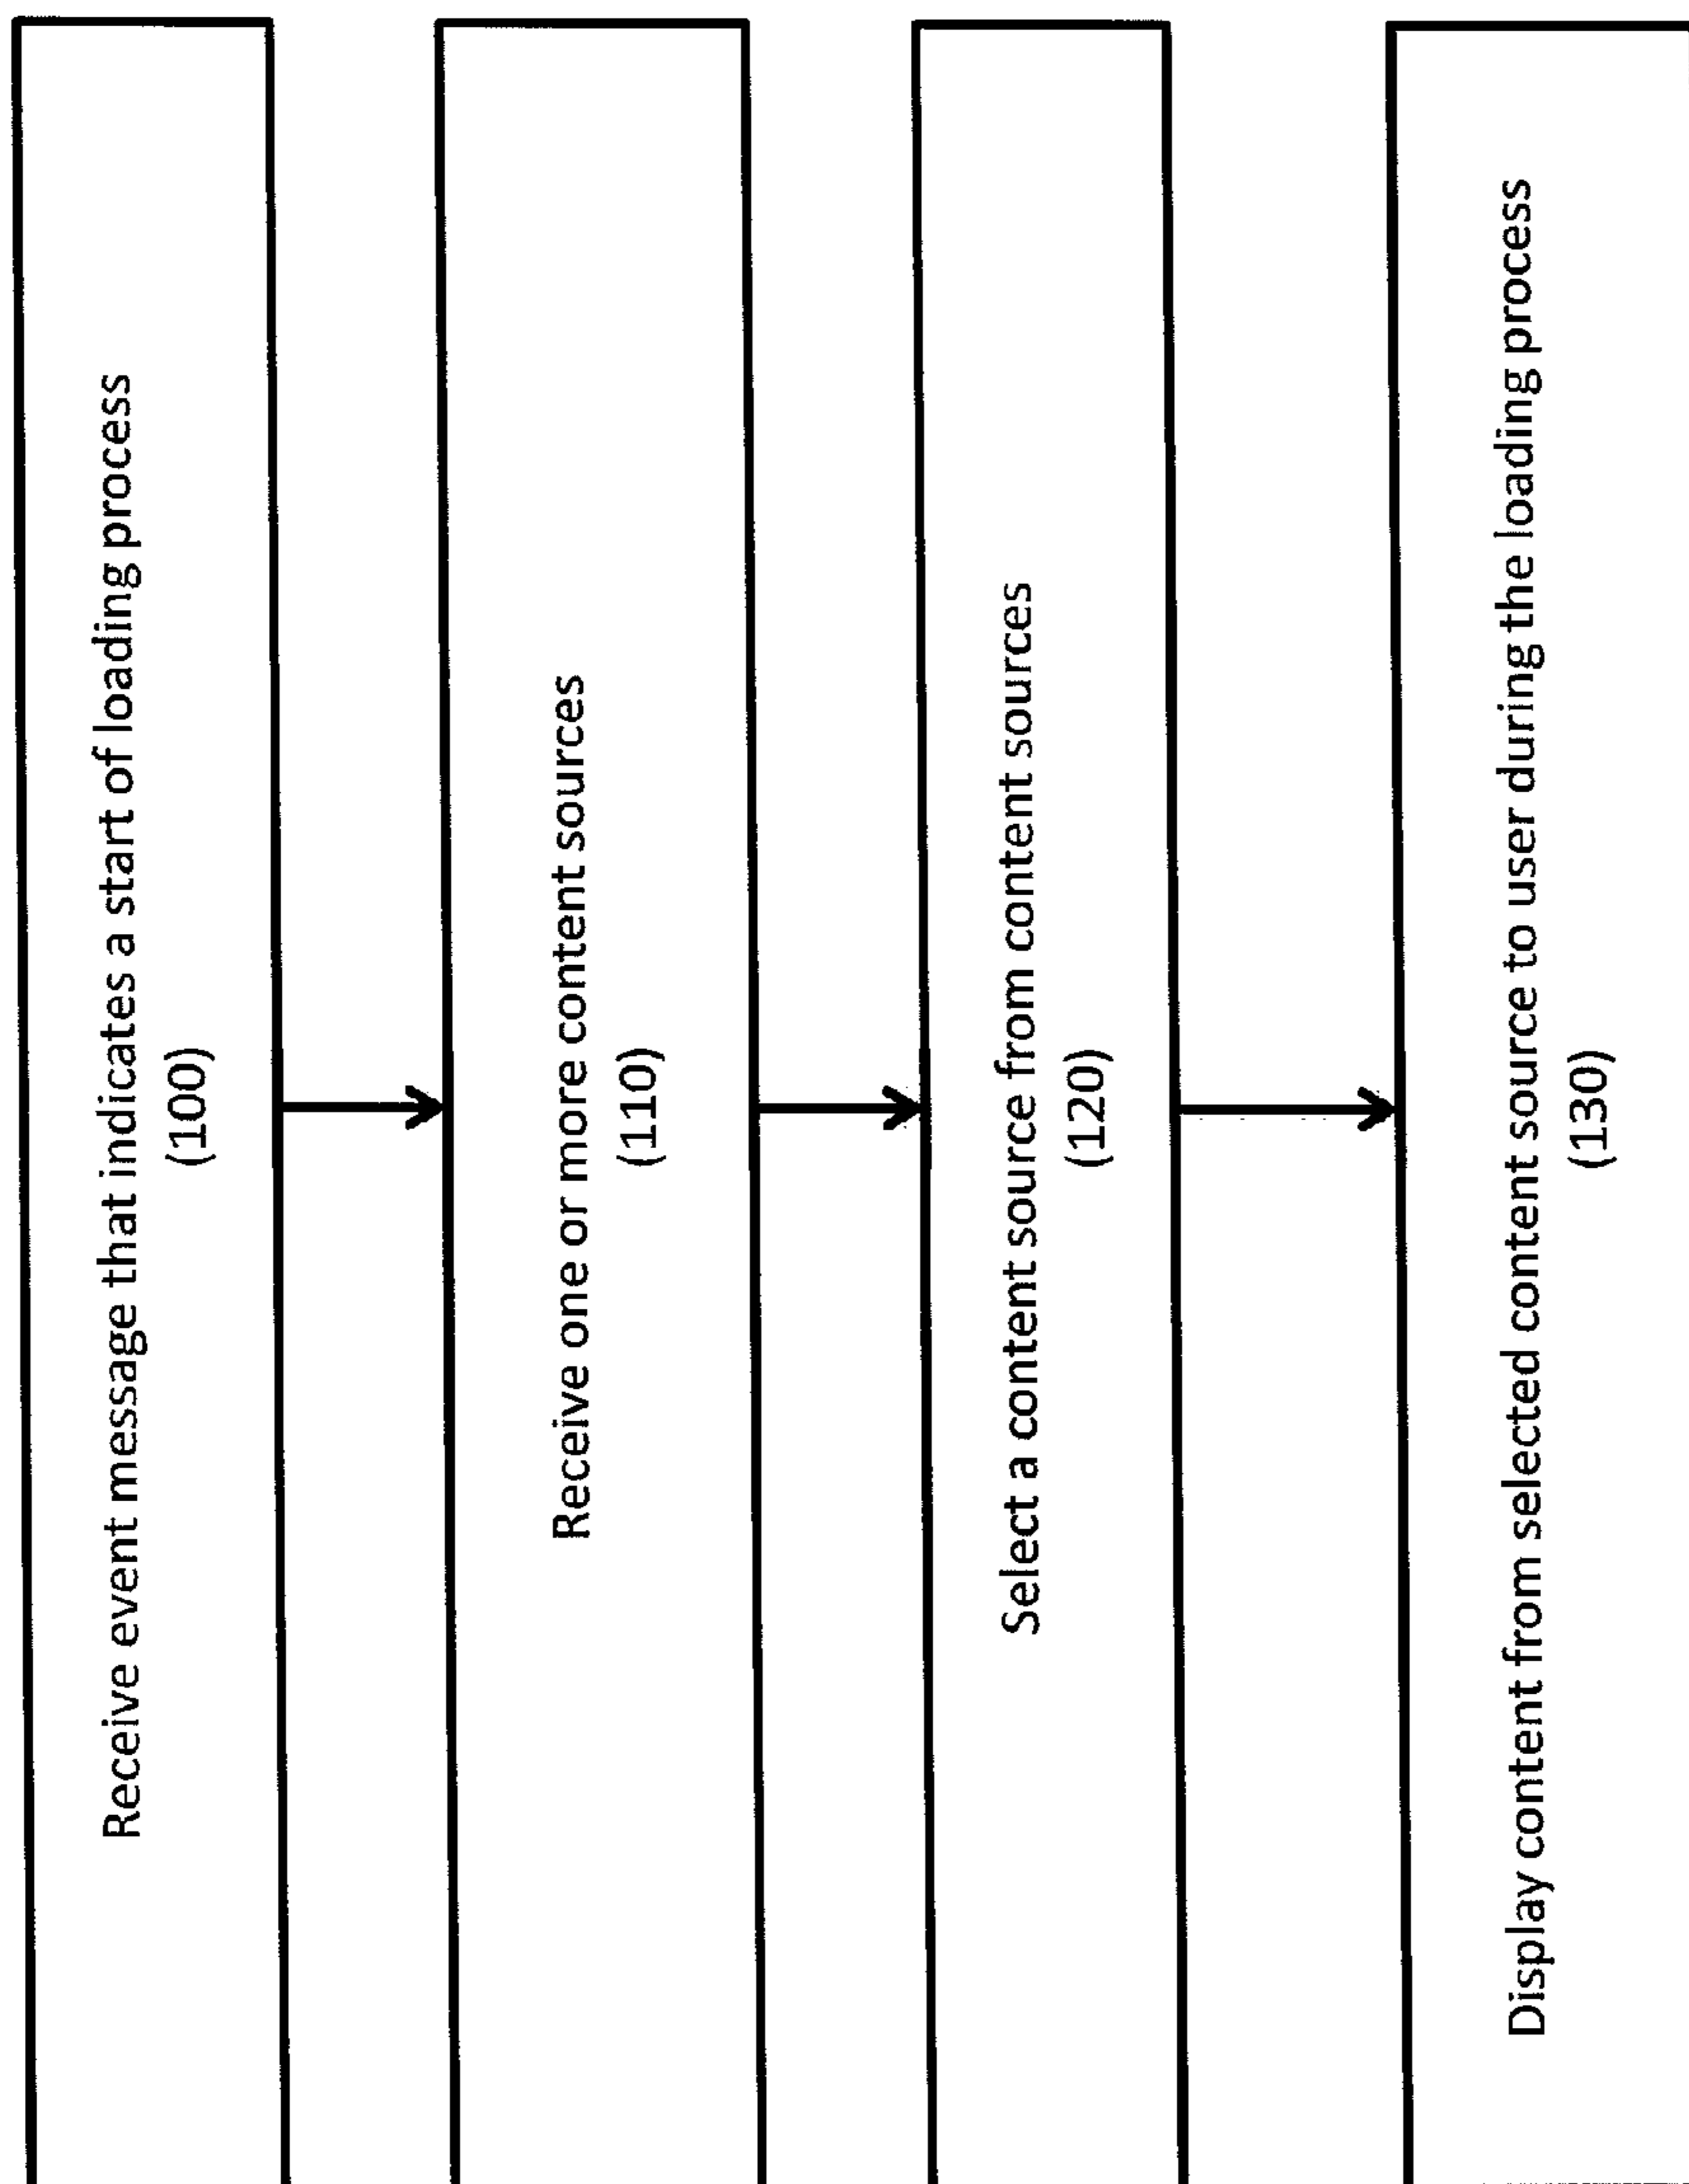 Receive event message that indicates a start of loading process
(100)
Receive one or more content sources
(110)
Select a content source from content sources
(120)
Display content from selected content source to user during the loading process
(130)